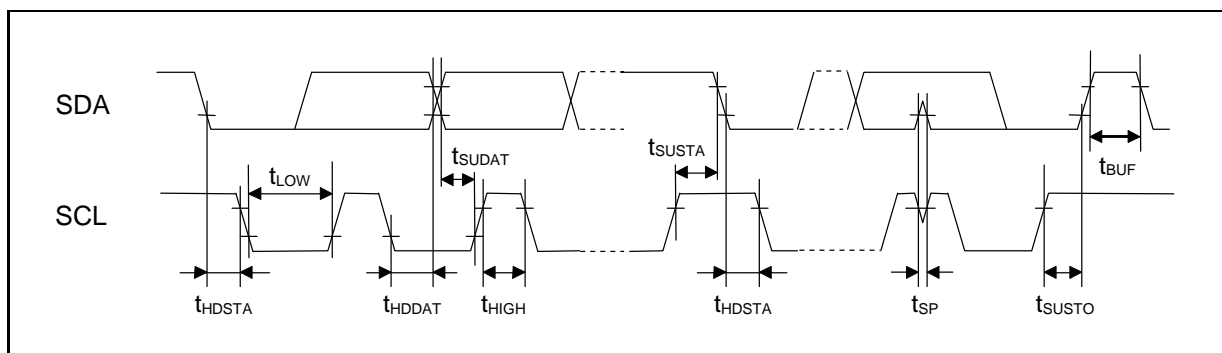 SDA
tSUDAT
tSUSTA
tBUF
tLOW
SCL
tHDSTA
tHDDAT
tHIGH
tHDSTA
tSP
tSUSTO